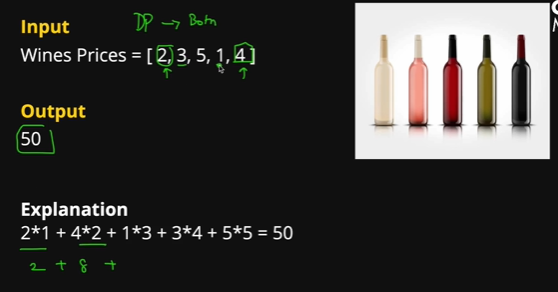 Input
DP → Both
Wines Prices = [ 2, 3, 5, 1, 4 ]
Output
50
Explanation
2*1 + 4*2 + 1*3 + 3*4 + 5*5 = 50
2 + 8 +